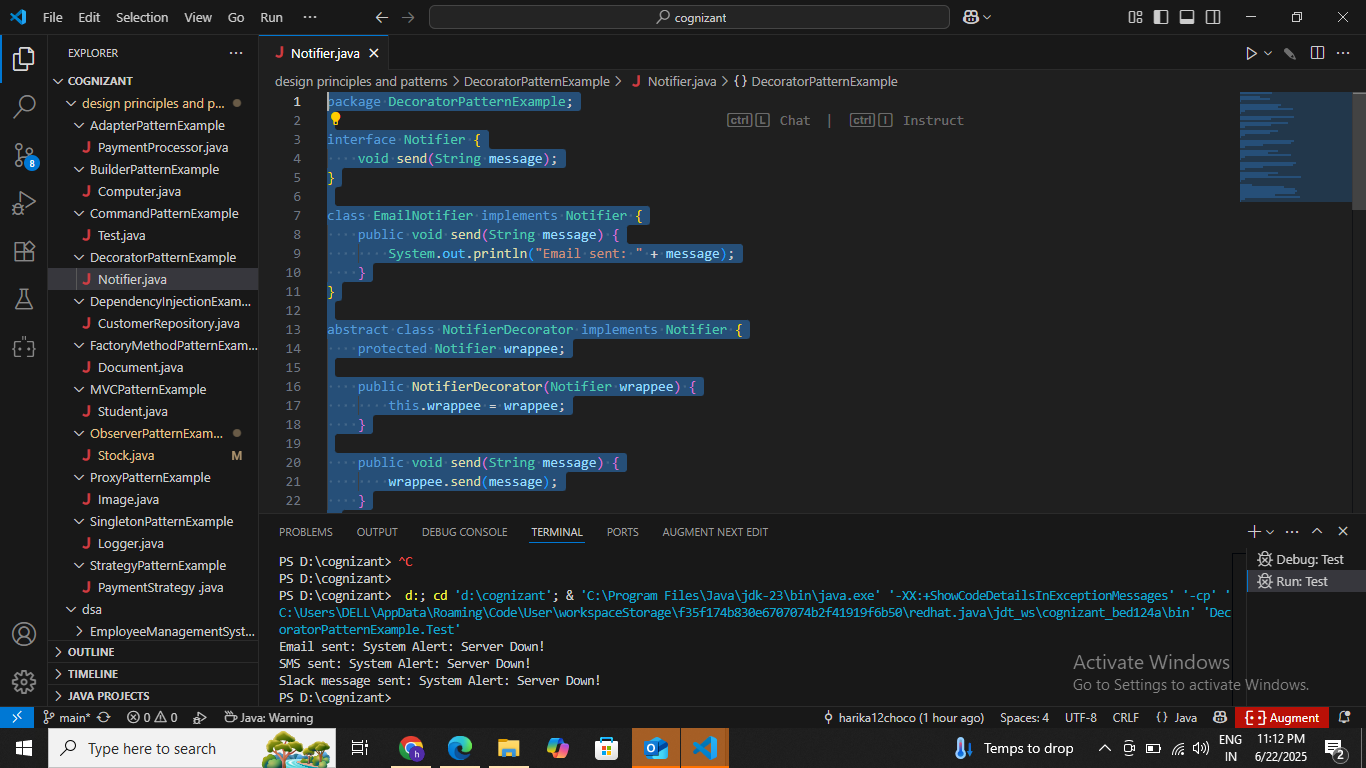 File Edit Selection View Go Run ··· cognizant
EXPLORER ···
COGNIZANT
design principles and p...
AdapterPatternExample
PaymentProcessor.java
BuilderPatternExample
Computer.java
CommandPatternExample
Test.java
DecoratorPatternExample
Notifier.java
DependencyInjectionExam...
CustomerRepository.java
FactoryMethodPatternExam...
Document.java
MVCPatternExample
Student.java
ObserverPatternExam...
Stock.java M
ProxyPatternExample
Image.java
SingletonPatternExample
Logger.java
StrategyPatternExample
PaymentStrategy .java
dsa
EmployeeManagementSyst...
OUTLINE
TIMELINE
JAVA PROJECTS
8
J Notifier.java
design principles and patterns > DecoratorPatternExample > J Notifier.java > {} DecoratorPatternExample
1 package DecoratorPatternExample;
2 ctrl L Chat | ctrl I Instruct
3 interface Notifier {
4 void send(String message);
5 }
6
7 class EmailNotifier implements Notifier {
8 public void send(String message) {
9 System.out.println("Email sent: " + message);
10 }
11 }
12
13 abstract class NotifierDecorator implements Notifier {
14 protected Notifier wrappee;
15
16 public NotifierDecorator(Notifier wrappee) {
17 this.wrappee = wrappee;
18 }
19
20 public void send(String message) {
21 wrappee.send(message);
22 }
PROBLEMS OUTPUT DEBUG CONSOLE TERMINAL PORTS AUGMENT NEXT EDIT
PS D:\cognizant> ^C
PS D:\cognizant>
PS D:\cognizant> d:; cd 'd:\cognizant'; & 'C:\Program Files\Java\jdk-23\bin\java.exe' '-XX:+ShowCodeDetailsInExceptionMessages' '-cp' '
C:\Users\DELL\AppData\Roaming\Code\User\workspaceStorage\f35f174b830e6707074b2f41919f6b50\redhat.java\jdt_ws\cognizant_bed124a\bin' 'Dec
oratorPatternExample.Test'
Email sent: System Alert: Server Down!
SMS sent: System Alert: Server Down!
Slack message sent: System Alert: Server Down!
PS D:\cognizant>
Debug: Test
Run: Test
Activate Windows
Go to Settings to activate Windows.
main* 0 0 Java: Warning harika12choco (1 hour ago) Spaces: 4 UTF-8 CRLF {} Java Augment
Type here to search
h
Temps to drop
ENG
IN
11:12 PM
6/22/2025
2